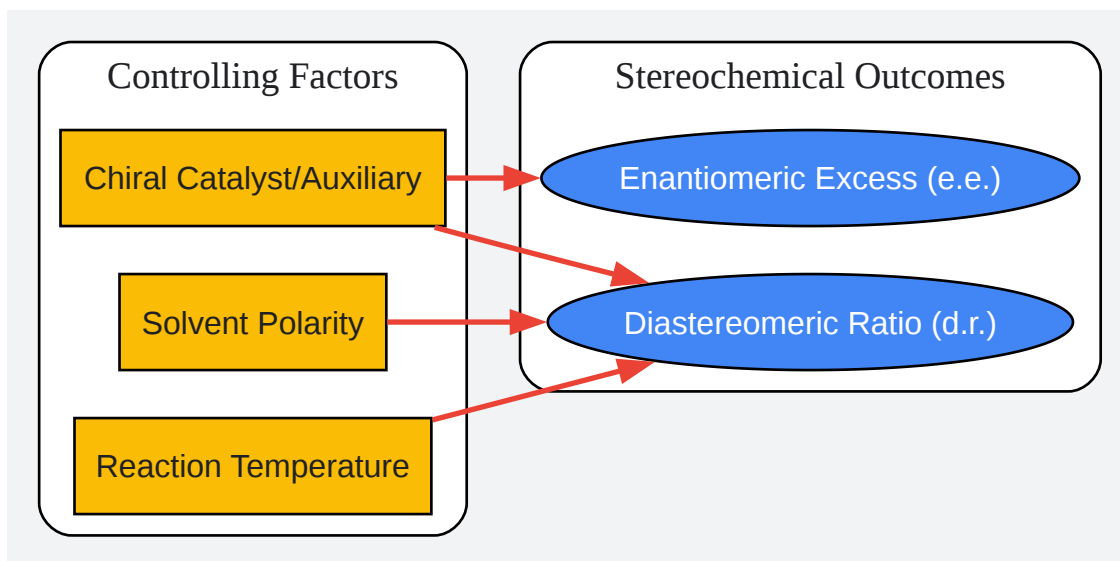 Controlling Factors
Chiral Catalyst/Auxiliary
Solvent Polarity
Reaction Temperature
Stereochemical Outcomes
Enantiomeric Excess (e.e.)
Diastereomeric Ratio (d.r.)